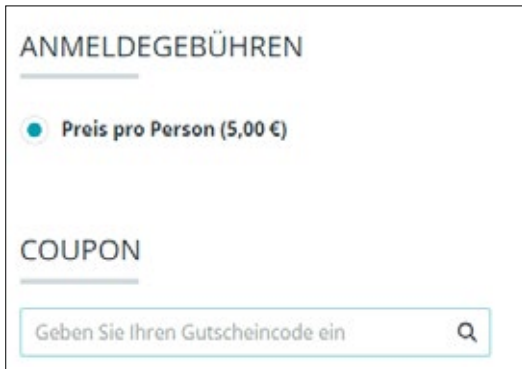 ANMELDEGEBÜHREN
Preis pro Person (5,00 €)
COUPON
Geben Sie Ihren Gutscheincode ein